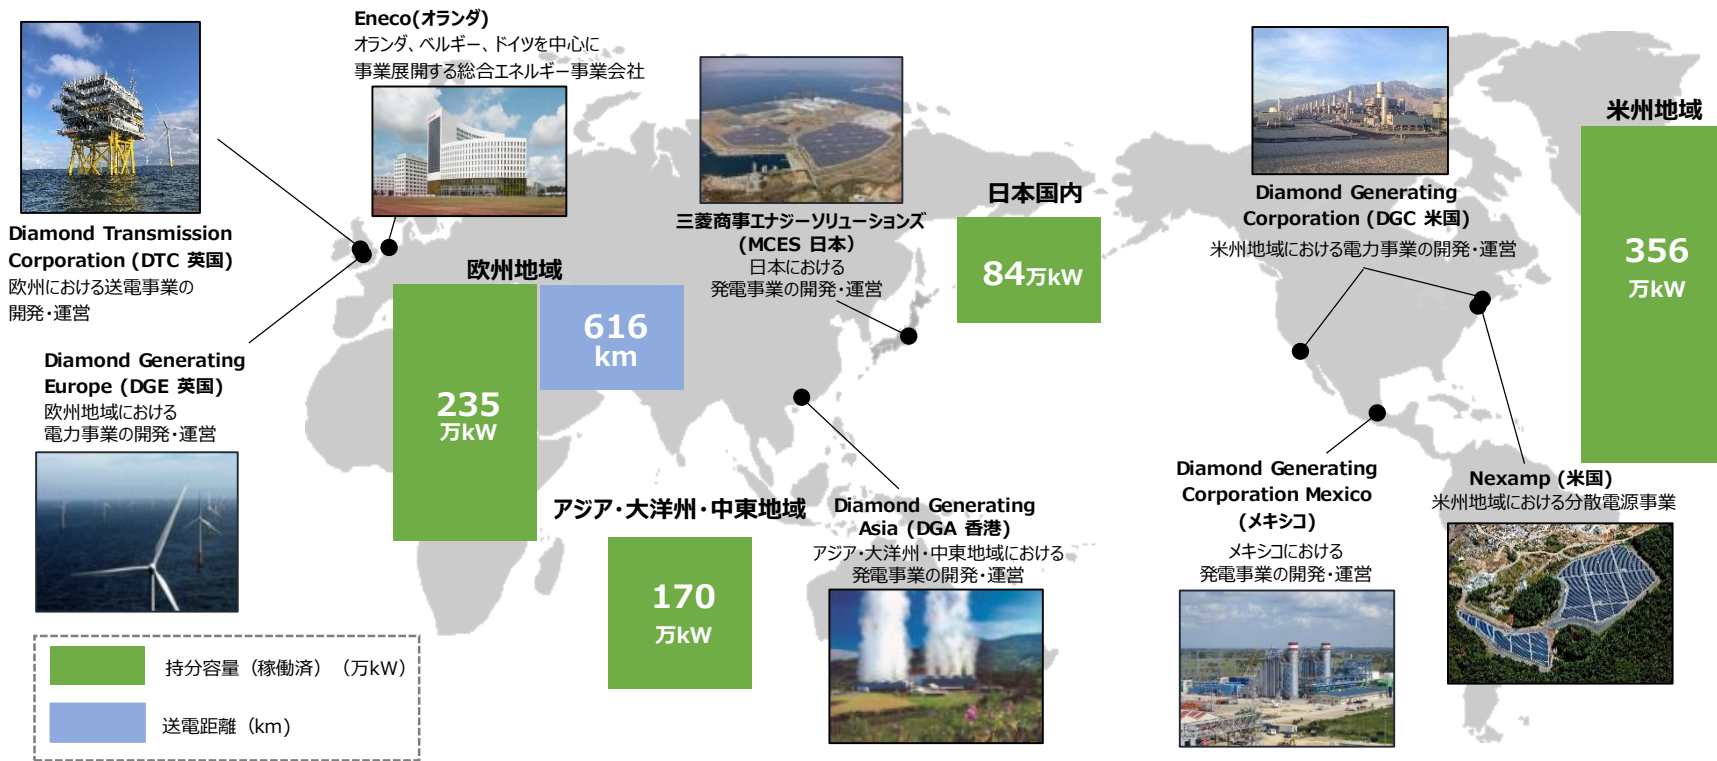 Eneco(オランダ)
オランダ、ベルギー、ドイツを中心に
事業展開する総合エネルギー事業会社
Diamond Transmission
Corporation (DTC 英国)
欧州における送電事業の
開発・運営
Diamond Generating
Europe (DGE 英国)
欧州地域における
電力事業の開発・運営
欧州地域
235
万kW
616
km
三菱商事エナジーソリューションズ
(MCES 日本)
日本における
発電事業の開発・運営
日本国内
84万kW
アジア・大洋州・中東地域
170
万kW
Diamond Generating
Asia (DGA 香港)
アジア・大洋州・中東地域における
発電事業の開発・運営
Diamond Generating
Corporation (DGC 米国)
米州地域における電力事業の開発・運営
米州地域
356
万kW
Diamond Generating
Corporation Mexico
(メキシコ)
メキシコにおける
発電事業の開発・運営
Nexamp (米国)
米州地域における分散電源事業
持分容量（稼働済）（万kW）
送電距離（km）